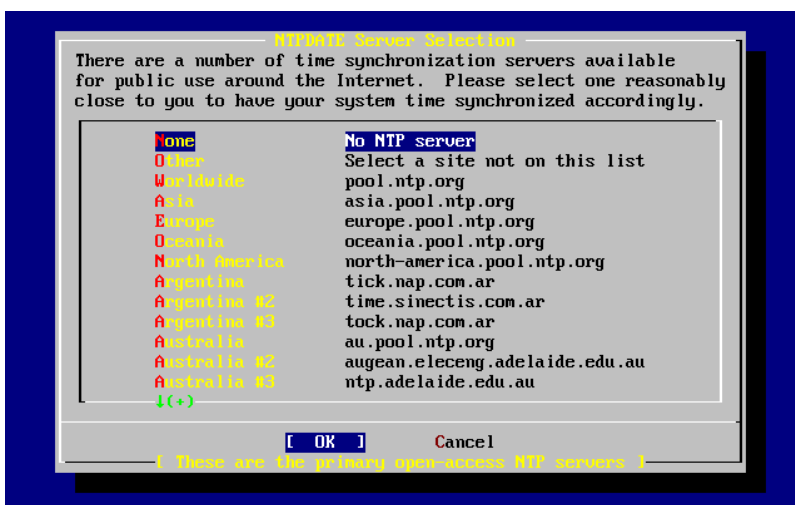 NTPDATE Server Selection
There are a number of time synchronization servers available
for public use around the Internet.  Please select one reasonably
close to you to have your system time synchronized accordingly.
None No NTP server
Other Select a site not on this list
Worldwide pool.ntp.org
Asia asia.pool.ntp.org
Europe europe.pool.ntp.org
Oceania oceania.pool.ntp.org
North America north-america.pool.ntp.org
Argentina tick.nap.com.ar
Argentina #2 time.sinectis.com.ar
Argentina #3 tock.nap.com.ar
Australia au.pool.ntp.org
Australia #2 augean.eleceng.adelaide.edu.au
Australia #3 ntp.adelaide.edu.au
↓(+)
[ OK ] Cancel
[ These are the primary open-access NTP servers ]